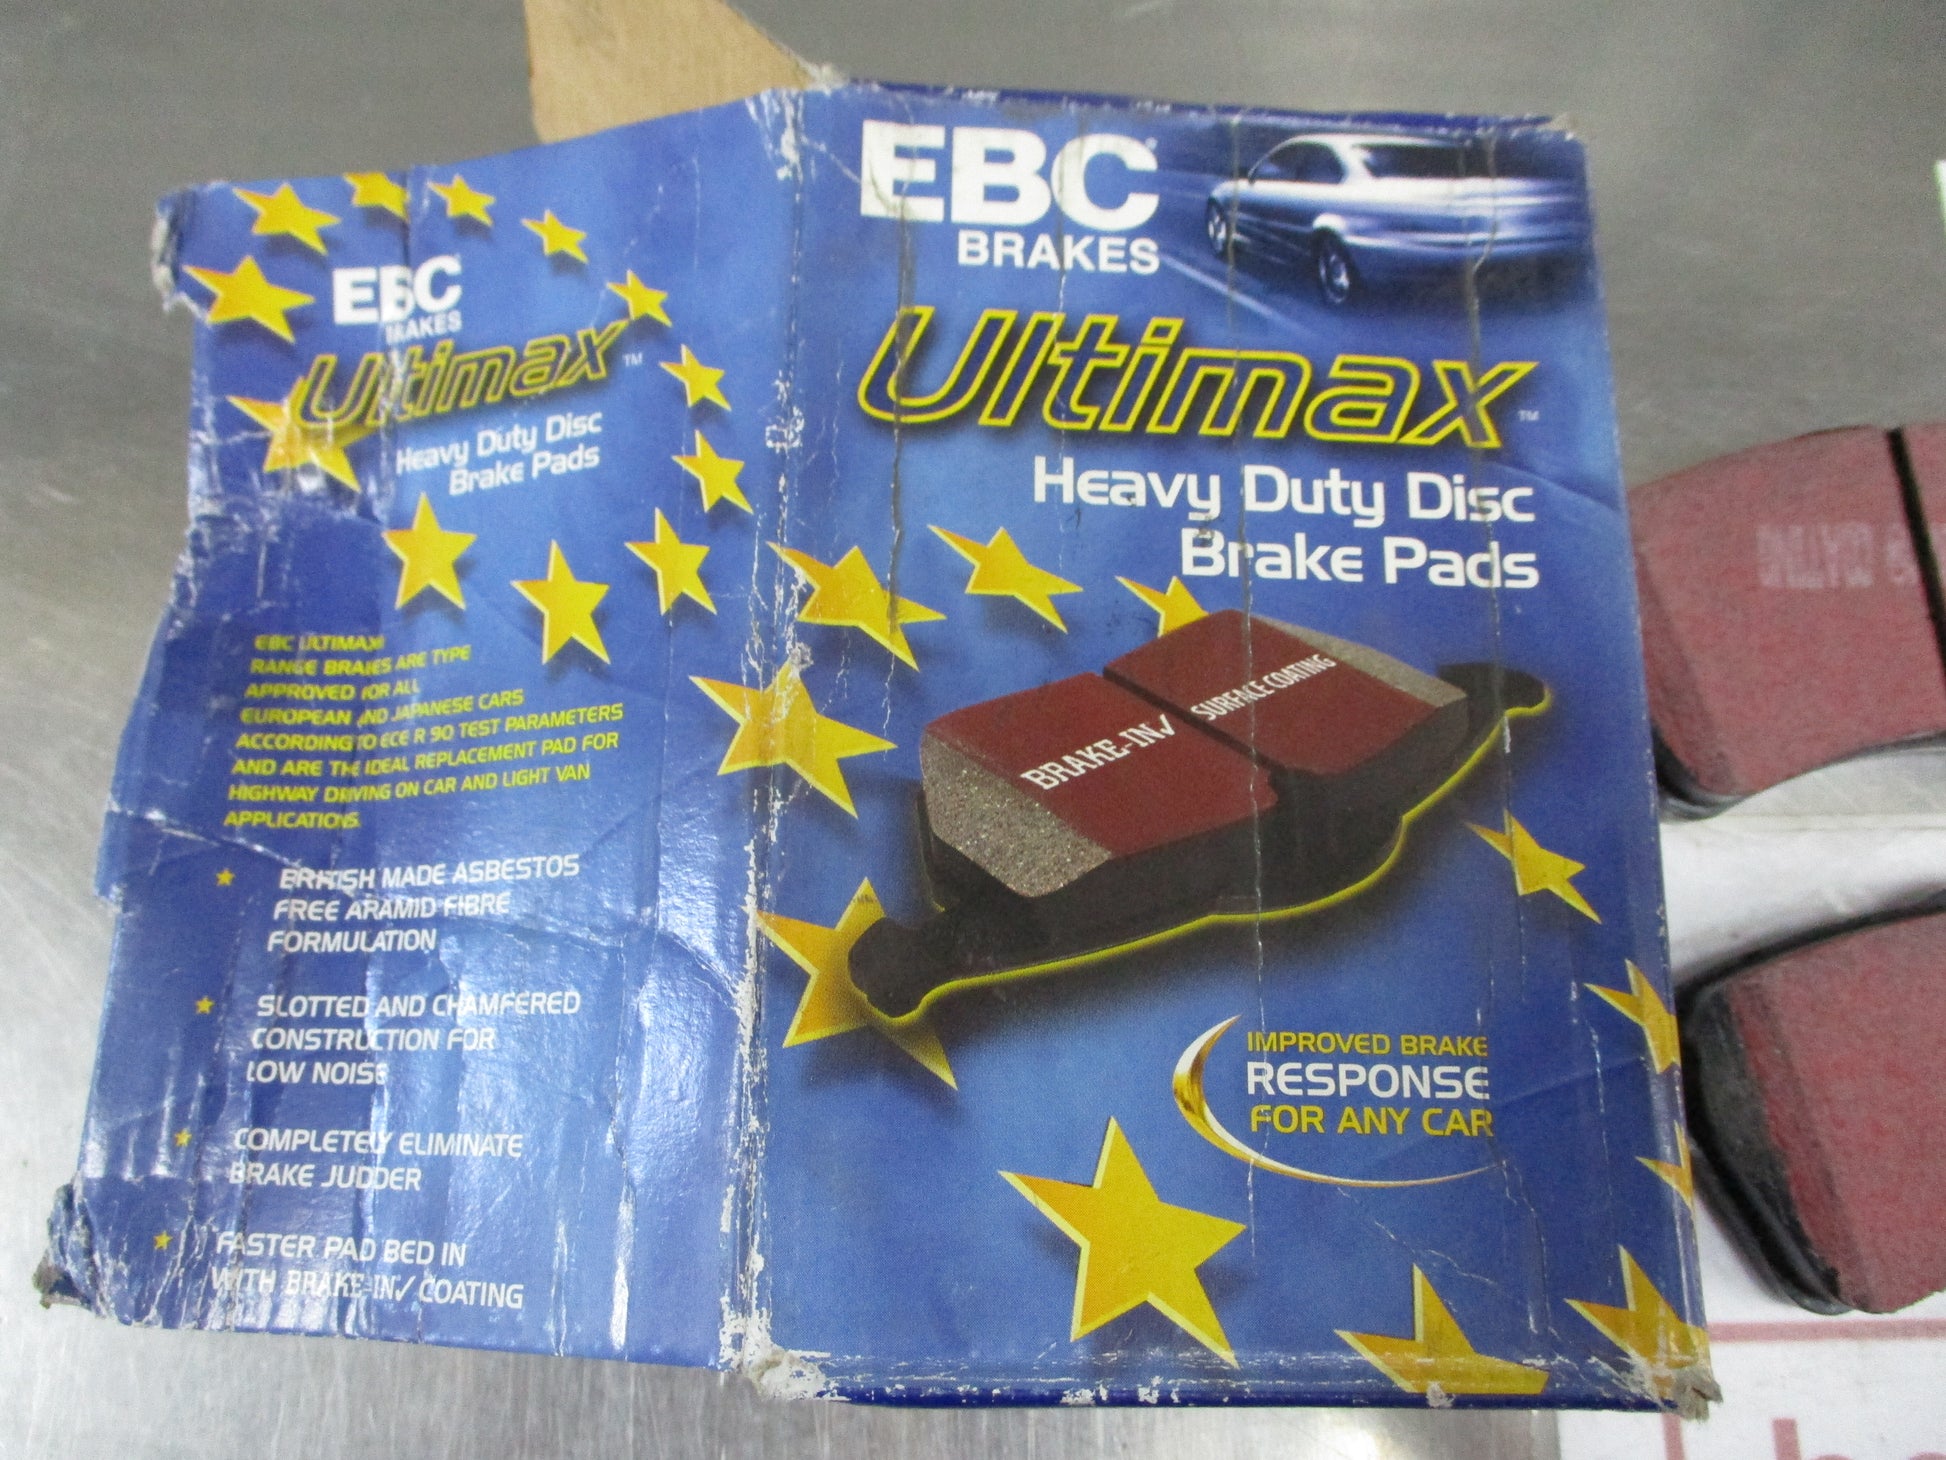 EBC
BRAKES
Ultimax™
Heavy Duty Disc
Brake Pads
EBC ULTIMAX
RANGE BRAKES ARE TYPE
APPROVED FOR ALL
EUROPEAN AND JAPANESE CARS
ACCORDING TO ECE R 90 TEST PARAMETERS
AND ARE THE IDEAL REPLACEMENT PAD FOR
HIGHWAY DRIVING ON CAR AND LIGHT VAN
APPLICATIONS.
BRITISH MADE ASBESTOS
FREE ARAMID FIBRE
FORMULATION
SLOTTED AND CHAMFERED
CONSTRUCTION FOR
LOW NOISE
COMPLETELY ELIMINATE
BRAKE JUDDER
FASTER PAD BED IN
WITH BRAKE-IN✓ COATING
EBC
BRAKES
Ultimax™
Heavy Duty Disc
Brake Pads
BRAKE-IN✓ SURFACE COATING
IMPROVED BRAKE
RESPONSE
FOR ANY CAR